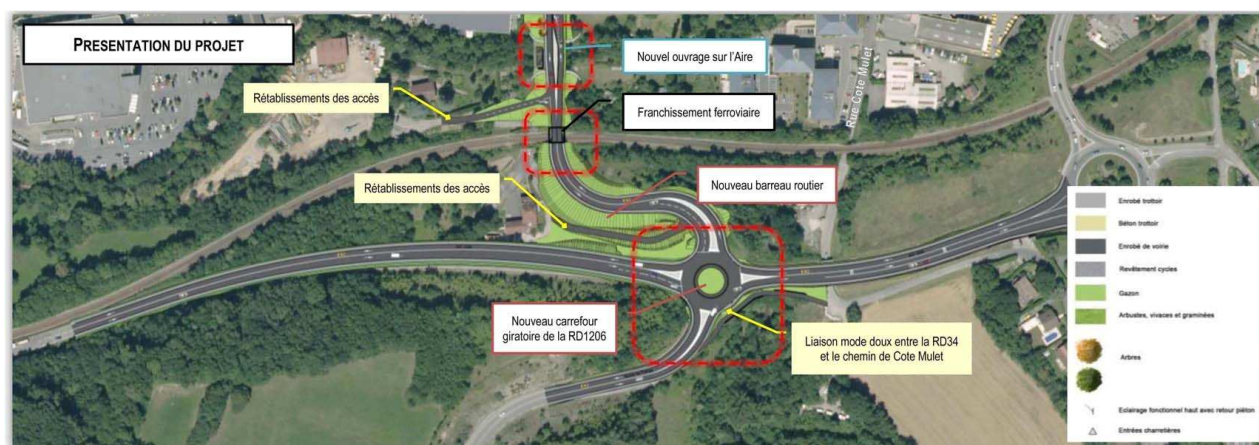 PRESENTATION DU PROJET
Nouvel ouvrage sur l'Aire
Rétablissements des accès
Franchissement ferroviaire
Rue Cote Mulet
Rétablissements des accès
Nouveau barreau routier
Nouveau carrefour
giratoire de la RD1206
Liaison mode doux entre la RD34
et le chemin de Cote Mulet
Enrobé trottoir
Béton trottoir
Enrobé de voirie
Revêtement cycles
Gazon
Arbustes, vivaces et graminées
Arbres
Eclairage fonctionnel haut avec retour piéton
Entrées charretières